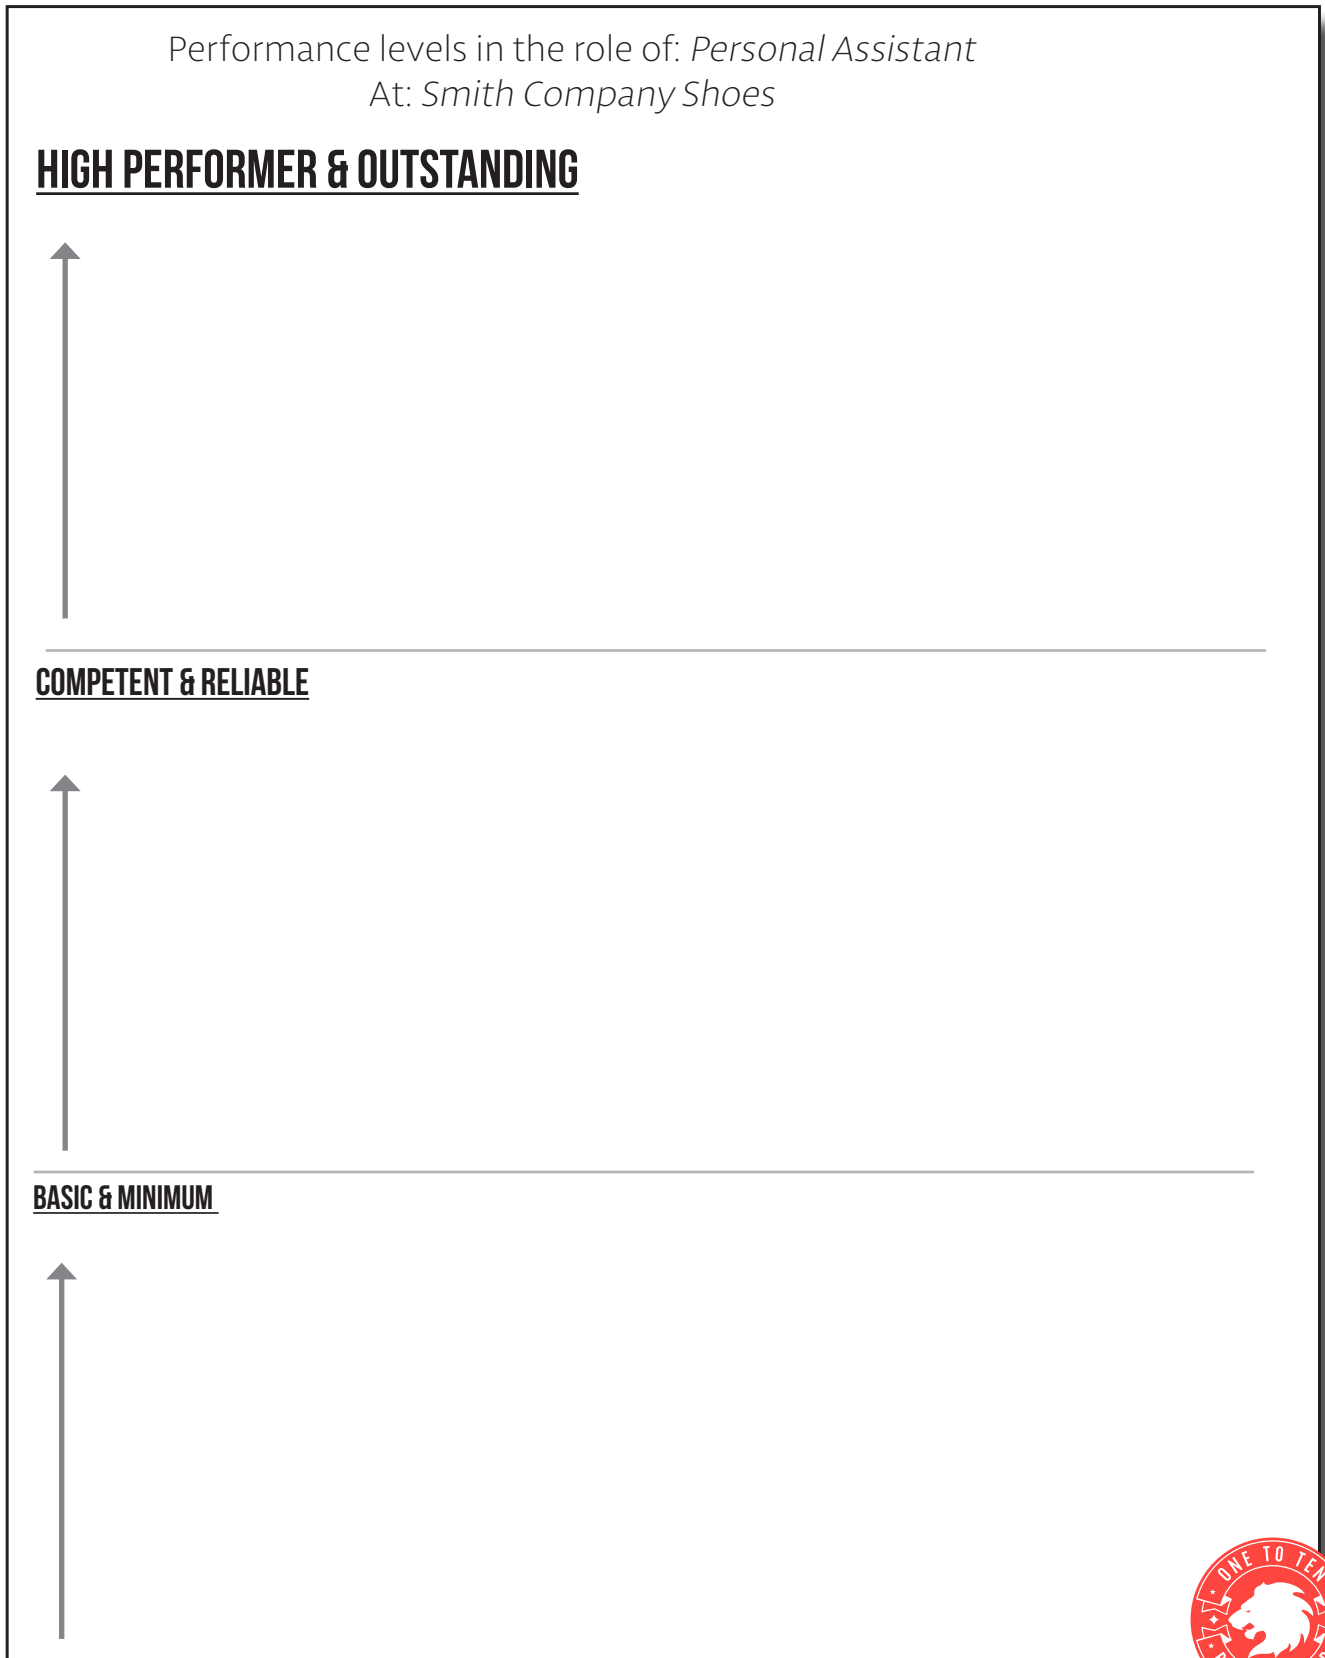 Performance levels in the role of: Personal Assistant
At: Smith Company Shoes
HIGH PERFORMER & OUTSTANDING
COMPETENT & RELIABLE
BASIC & MINIMUM
ONE TO TEN